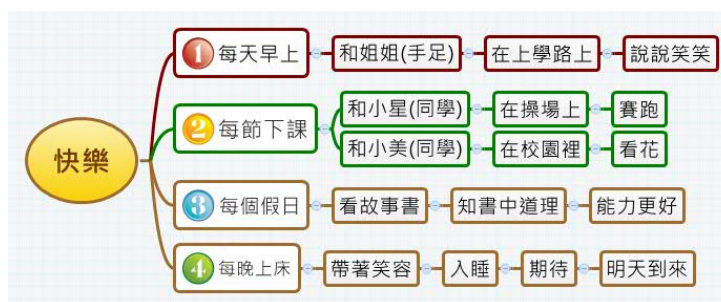 快樂
1 每天早上 和姐姐(手足) 在上學路上 說說笑笑
2 每節下課
和小星(同學) 在操場上 賽跑
和小美(同學) 在校園裡 看花
3 每個假日 看故事書 知書中道理 能力更好
4 每晚上床 帶著笑容 入睡 期待 明天到來